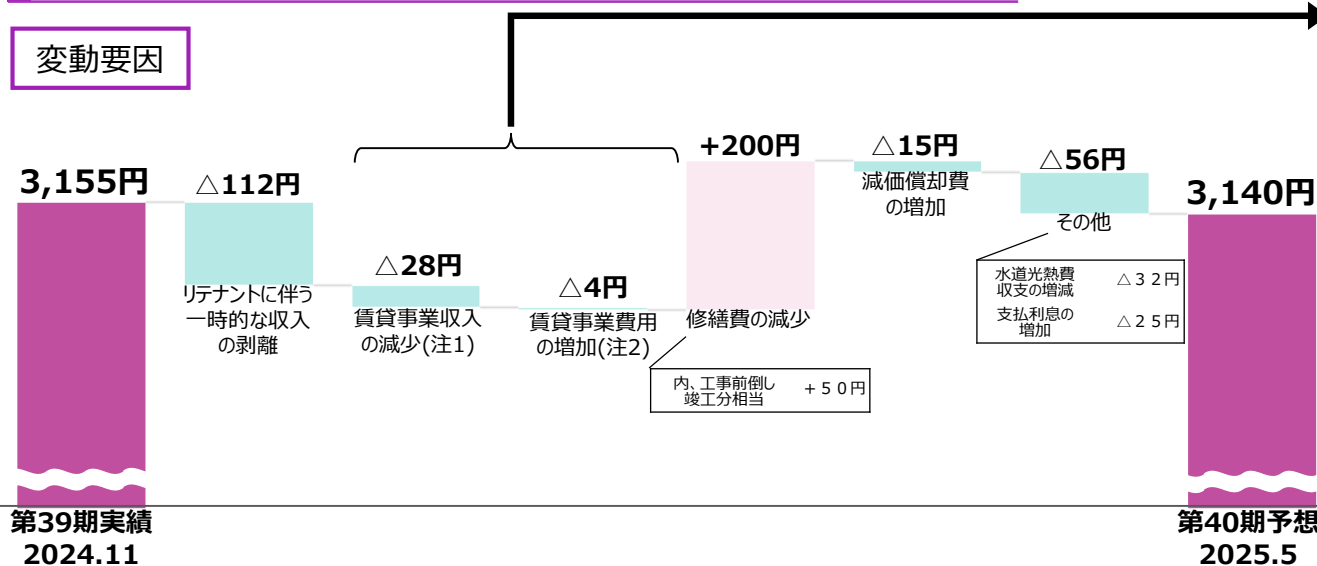 変動要因
3,155円
△112円
リテナントに伴う
一時的な収入
の剥離
△28円
賃貸事業収入
の減少(注1)
△4円
賃貸事業費用
の増加(注2)
+200円
修繕費の減少
内、工事前倒し
竣工分相当
+50円
△15円
減価償却費
の増加
△56円
その他
水道光熱費
収支の増減
△32円
支払利息の
増加
△25円
3,140円
第39期実績
2024.11
第40期予想
2025.5